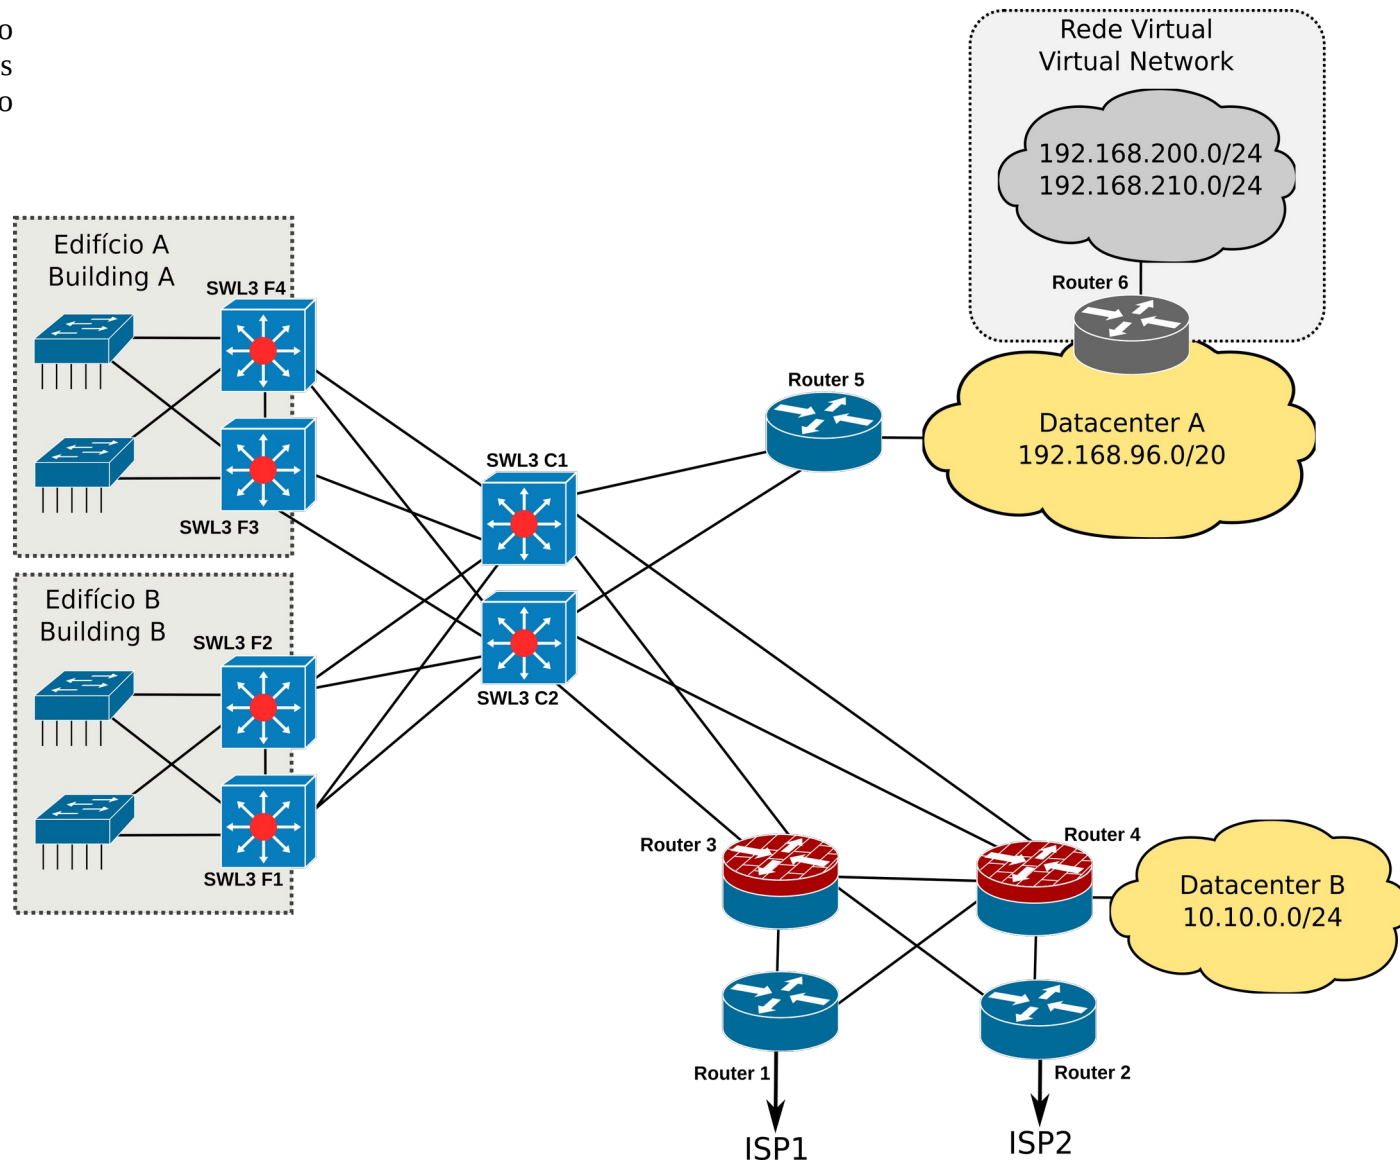 o
s
o
Rede Virtual
Virtual Network
192.168.200.0/24
192.168.210.0/24
Router 6
Edifício A
Building A
SWL3 F4
SWL3 F3
Router 5
Datacenter A
192.168.96.0/20
SWL3 C1
SWL3 C2
Edifício B
Building B
SWL3 F2
SWL3 F1
Router 3
Router 4
Datacenter B
10.10.0.0/24
Router 1
Router 2
ISP1
ISP2